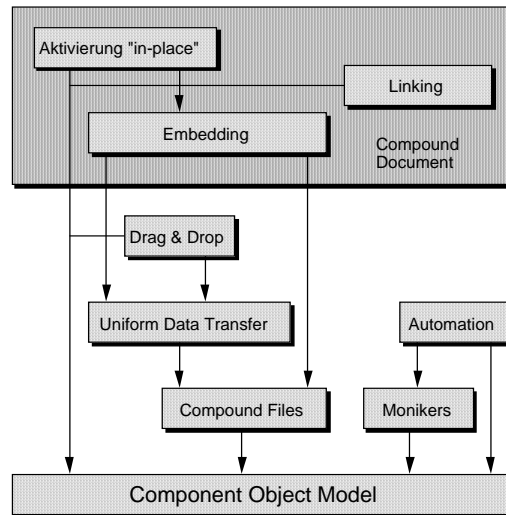 Aktivierung "in-place"
Linking
Embedding
Compound
Document
Drag & Drop
Uniform Data Transfer
Automation
Compound Files
Monikers
Component Object Model